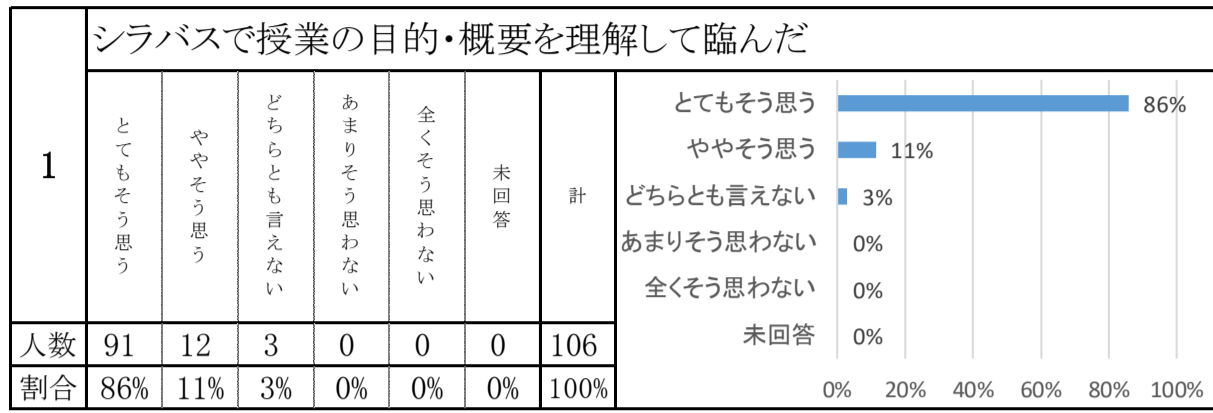 1
シラバスで授業の目的・概要を理解して臨んだ
とてもそう思う
ややそう思う
どちらとも言えない
あまりそう思わない
全くそう思わない
未回答
計
人数 91 12 3 0 0 0 106
割合 86% 11% 3% 0% 0% 0% 100%
とてもそう思う 86%
ややそう思う 11%
どちらとも言えない 3%
あまりそう思わない 0%
全くそう思わない 0%
未回答 0%
0% 20% 40% 60% 80% 100%